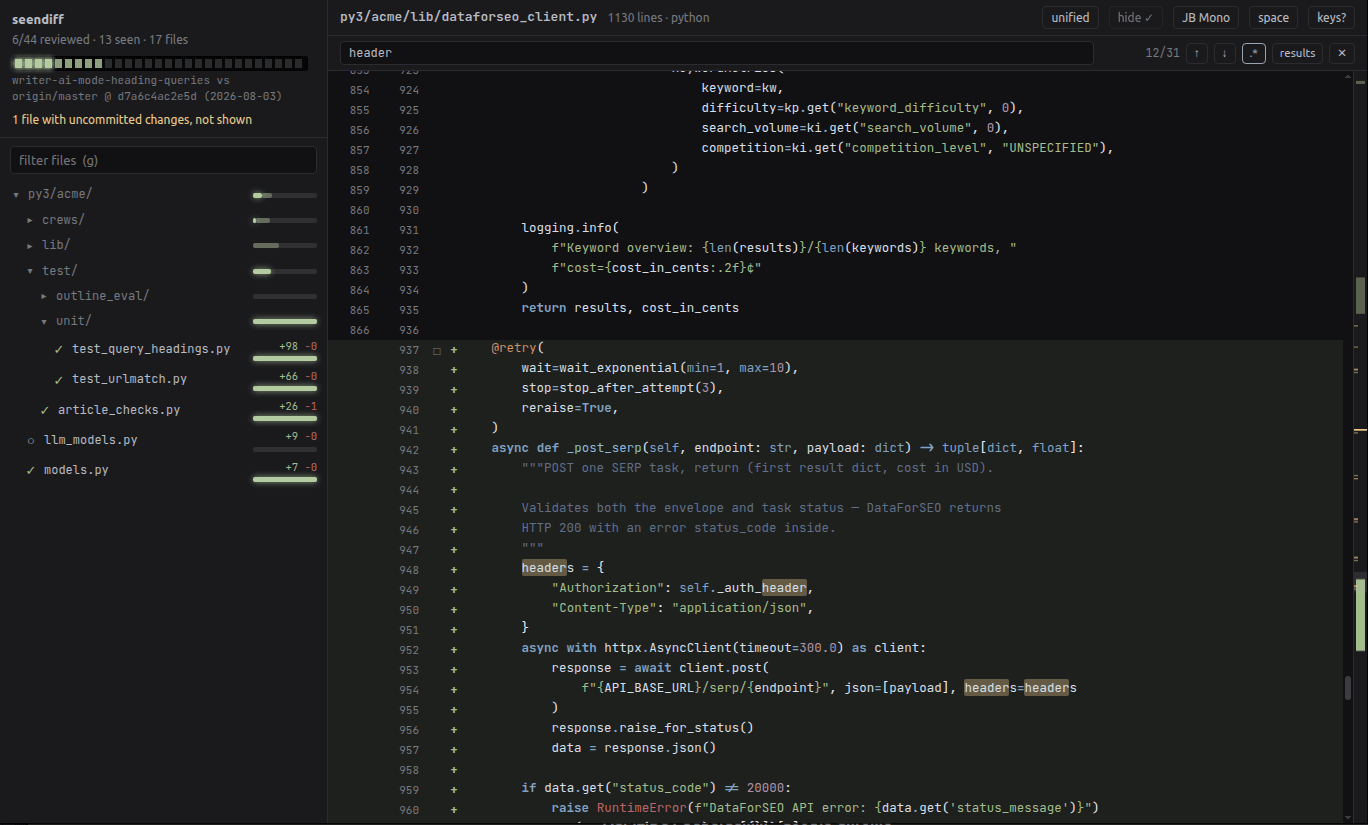 seendiff
6/44 reviewed · 13 seen · 17 files
writer-ai-mode-heading-queries vs
origin/master @ d7a6c4ac2e5d (2026-08-03)
1 file with uncommitted changes, not shown
filter files (g)
▾ py3/acme/
▸ crews/
▸ lib/
▾ test/
▸ outline_eval/
▾ unit/
✓ test_query_headings.py +98 -0
✓ test_urlmatch.py +66 -0
✓ article_checks.py +26 -1
○ llm_models.py +9 -0
✓ models.py +7 -0
py3/acme/lib/dataforseo_client.py 1130 lines · python unified hide ✓ JB Mono space keys?
header 12/31 ↑ ↓ .* results ✕
854 924 keyword=kw,
855 925 difficulty=kp.get("keyword_difficulty", 0),
856 926 search_volume=ki.get("search_volume", 0),
857 927 competition=ki.get("competition_level", "UNSPECIFIED"),
858 928 )
859 929 )
860 930
861 931 logging.info(
862 932 f"Keyword overview: {len(results)}/{len(keywords)} keywords, "
863 933 f"cost={cost_in_cents:.2f}¢"
864 934 )
865 935 return results, cost_in_cents
866 936
937 □ + @retry(
938 + wait=wait_exponential(min=1, max=10),
939 + stop=stop_after_attempt(3),
940 + reraise=True,
941 + )
942 + async def _post_serp(self, endpoint: str, payload: dict) -> tuple[dict, float]:
943 + """POST one SERP task, return (first result dict, cost in USD).
944 +
945 + Validates both the envelope and task status — DataForSEO returns
946 + HTTP 200 with an error status_code inside.
947 + """
948 + headers = {
949 + "Authorization": self._auth_header,
950 + "Content-Type": "application/json",
951 + }
952 + async with httpx.AsyncClient(timeout=300.0) as client:
953 + response = await client.post(
954 + f"{API_BASE_URL}/serp/{endpoint}", json=[payload], headers=headers
955 + )
956 + response.raise_for_status()
957 + data = response.json()
958 +
959 + if data.get("status_code") != 20000:
960 + raise RuntimeError(f"DataForSEO API error: {data.get('status_message')}")